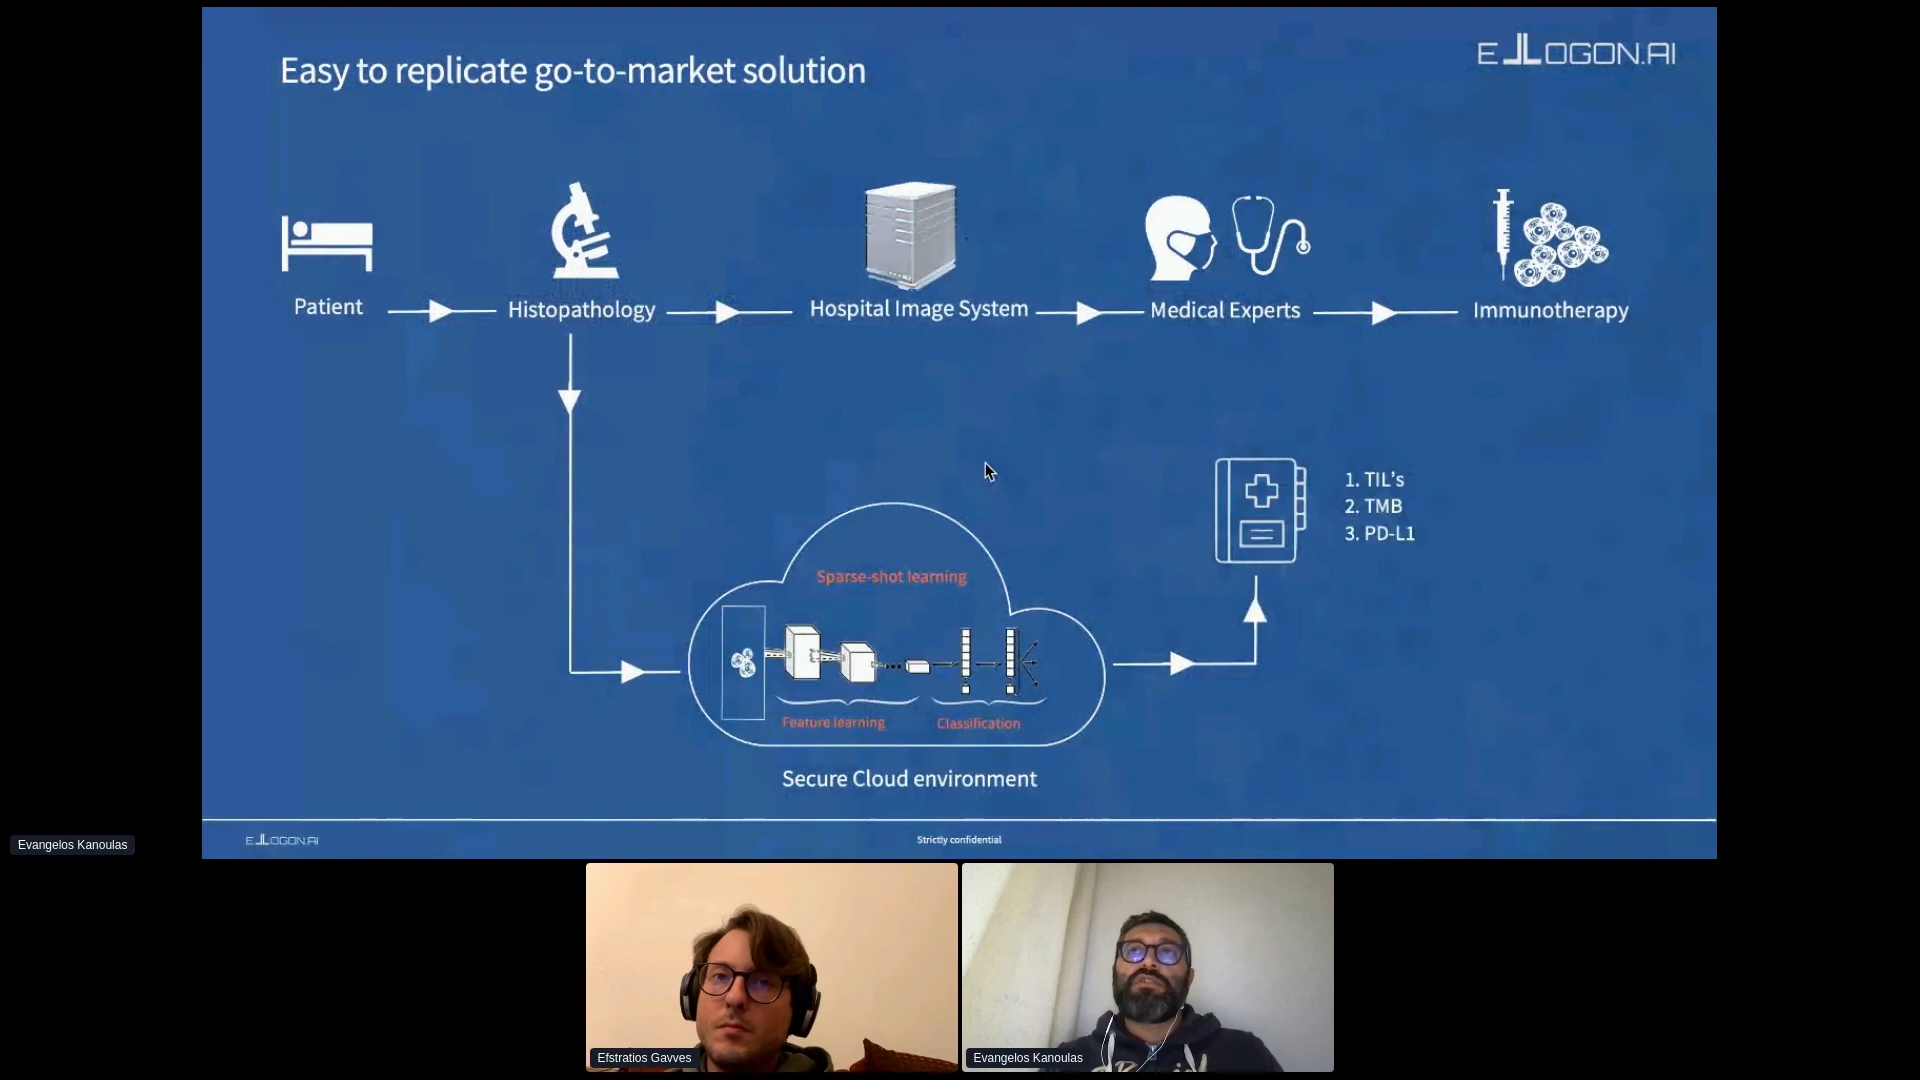 Easy to replicate go-to-market solution
ELLOGON.AI
Patient
Histopathology
Hospital Image System
Medical Experts
Immunotherapy
1. TIL's
2. TMB
3. PD-L1
Sparse-shot learning
Feature learning
Classification
Secure Cloud environment
ELLOGON.AI
Strictly confidential
Evangelos Kanoulas
Efstratios Gavves
Evangelos Kanoulas